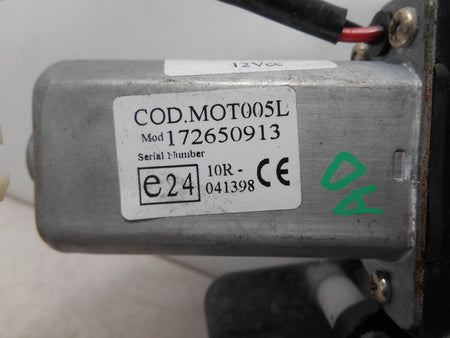 12Vcc
COD.MOT005L
Mod 172650913
Serial Number
e24
10R -
041398
CE